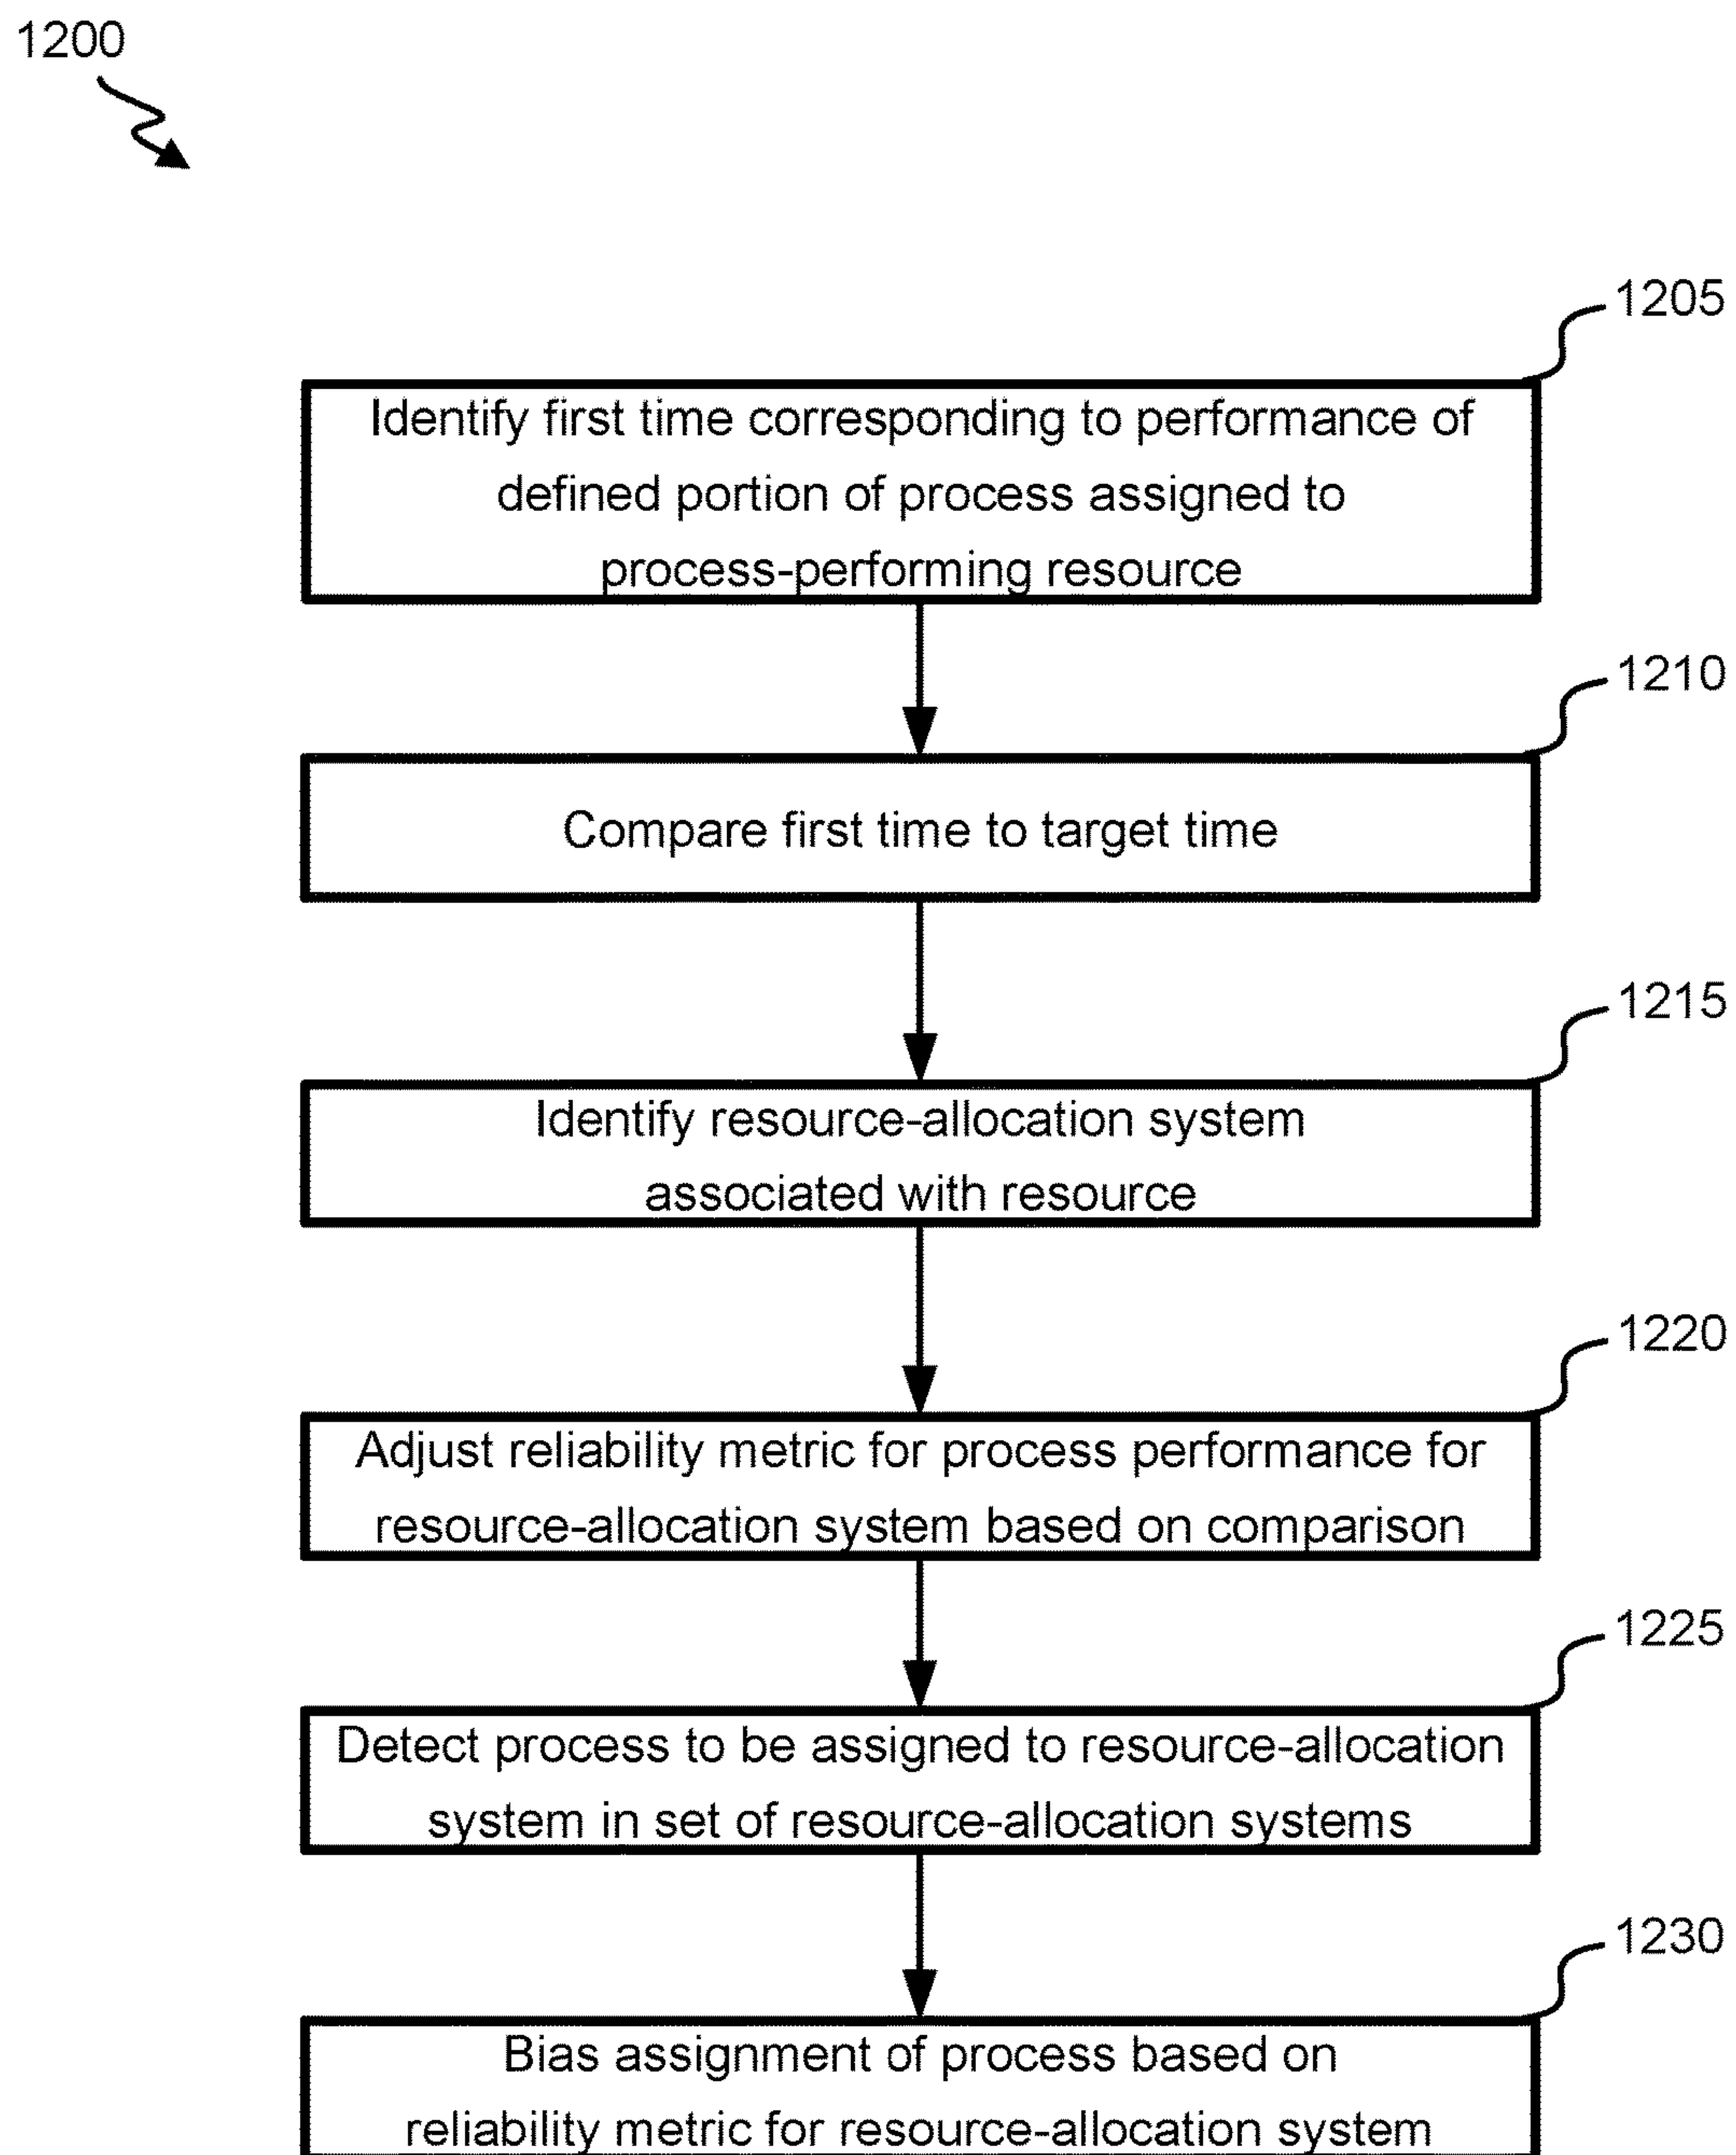 1200
1205
Identify first time corresponding to performance of
defined portion of process assigned to
process-performing resource
1210
Compare first time to target time
1215
Identify resource-allocation system
associated with resource
1220
Adjust reliability metric for process performance for
resource-allocation system based on comparison
1225
Detect process to be assigned to resource-allocation
system in set of resource-allocation systems
1230
Bias assignment of process based on
reliability metric for resource-allocation system